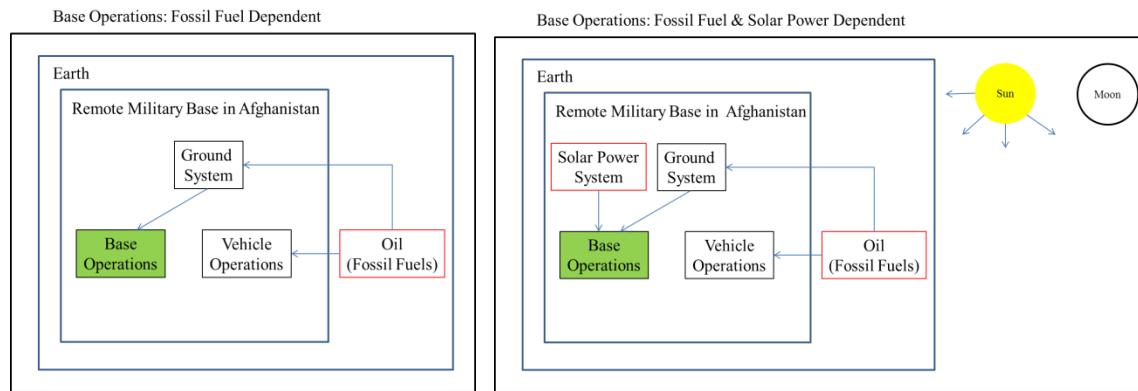 Base Operations: Fossil Fuel Dependent
Earth
Remote Military Base in Afghanistan
Ground
System
Base
Operations
Vehicle
Operations
Oil
(Fossil Fuels)
Base Operations: Fossil Fuel & Solar Power Dependent
Earth
Remote Military Base in Afghanistan
Solar Power
System
Ground
System
Base
Operations
Vehicle
Operations
Oil
(Fossil Fuels)
Sun
Moon